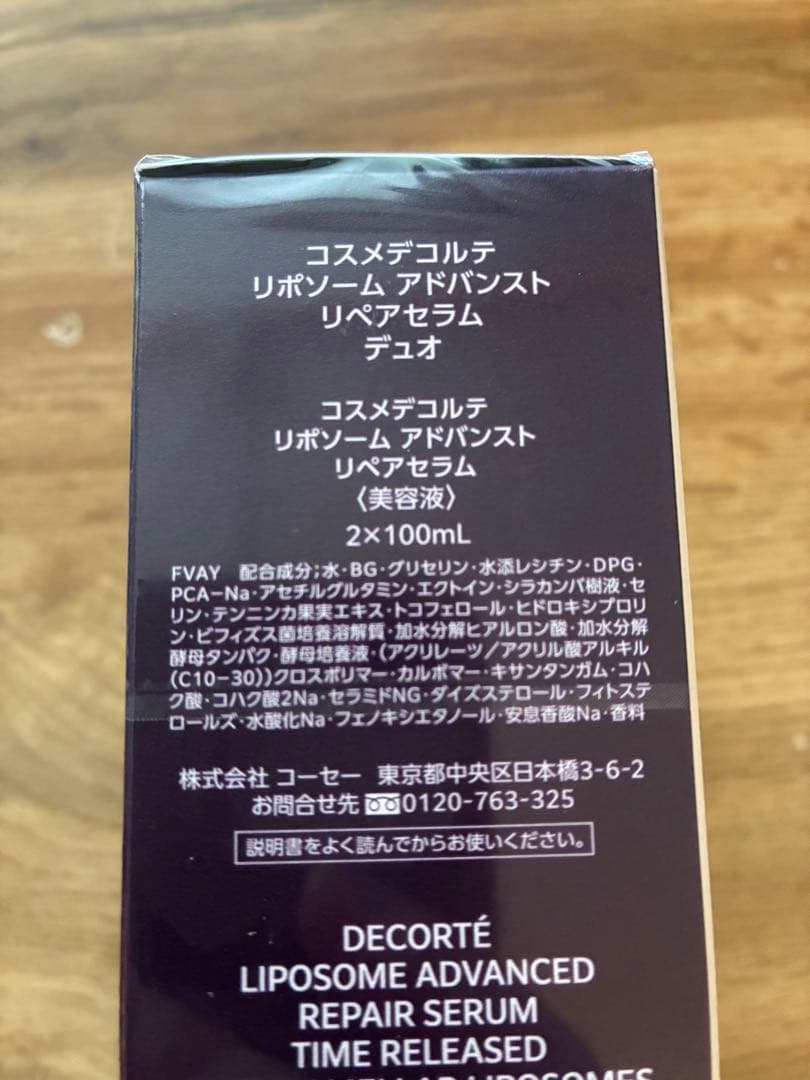 コスメデコルテ
リポソーム アドバンスト
リペアセラム
デュオ
コスメデコルテ
リポソーム アドバンスト
リペアセラム
〈美容液〉
2×100mL
FVAY 配合成分;水・BG・グリセリン・水添レシチン・DPG・
PCA-Na・アセチルグルタミン・エクトイン・シラカンバ樹液・セ
リン・テンニンカ果実エキス・トコフェロール・ヒドロキシプロリ
ン・ビフィズス菌培養溶解質・加水分解ヒアルロン酸・加水分解
酵母タンパク・酵母培養液・(アクリレーツ/アクリル酸アルキル
(C10-30))クロスポリマー・カルボマー・キサンタンガム・コハ
ク酸・コハク酸2Na・セラミドNG・ダイズステロール・フィトステ
ロールズ・水酸化Na・フェノキシエタノール・安息香酸Na・香料
株式会社 コーセー 東京都中央区日本橋3-6-2
お問合せ先 0120-763-325
説明書をよく読んでからお使いください。
DECORTÉ
LIPOSOME ADVANCED
REPAIR SERUM
TIME RELEASED
LIPOSOMES